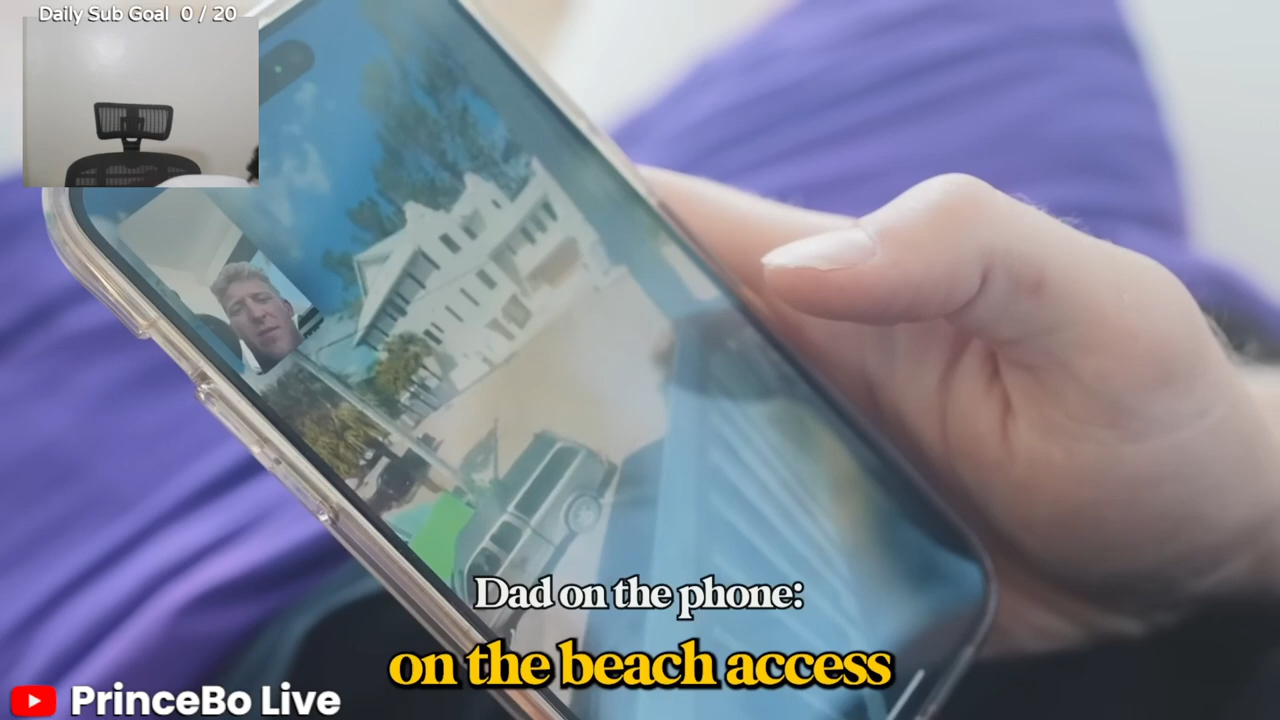 Daily Sub Goal 0 / 20
Dad on the phone:
on the beach access
PrinceBo Live